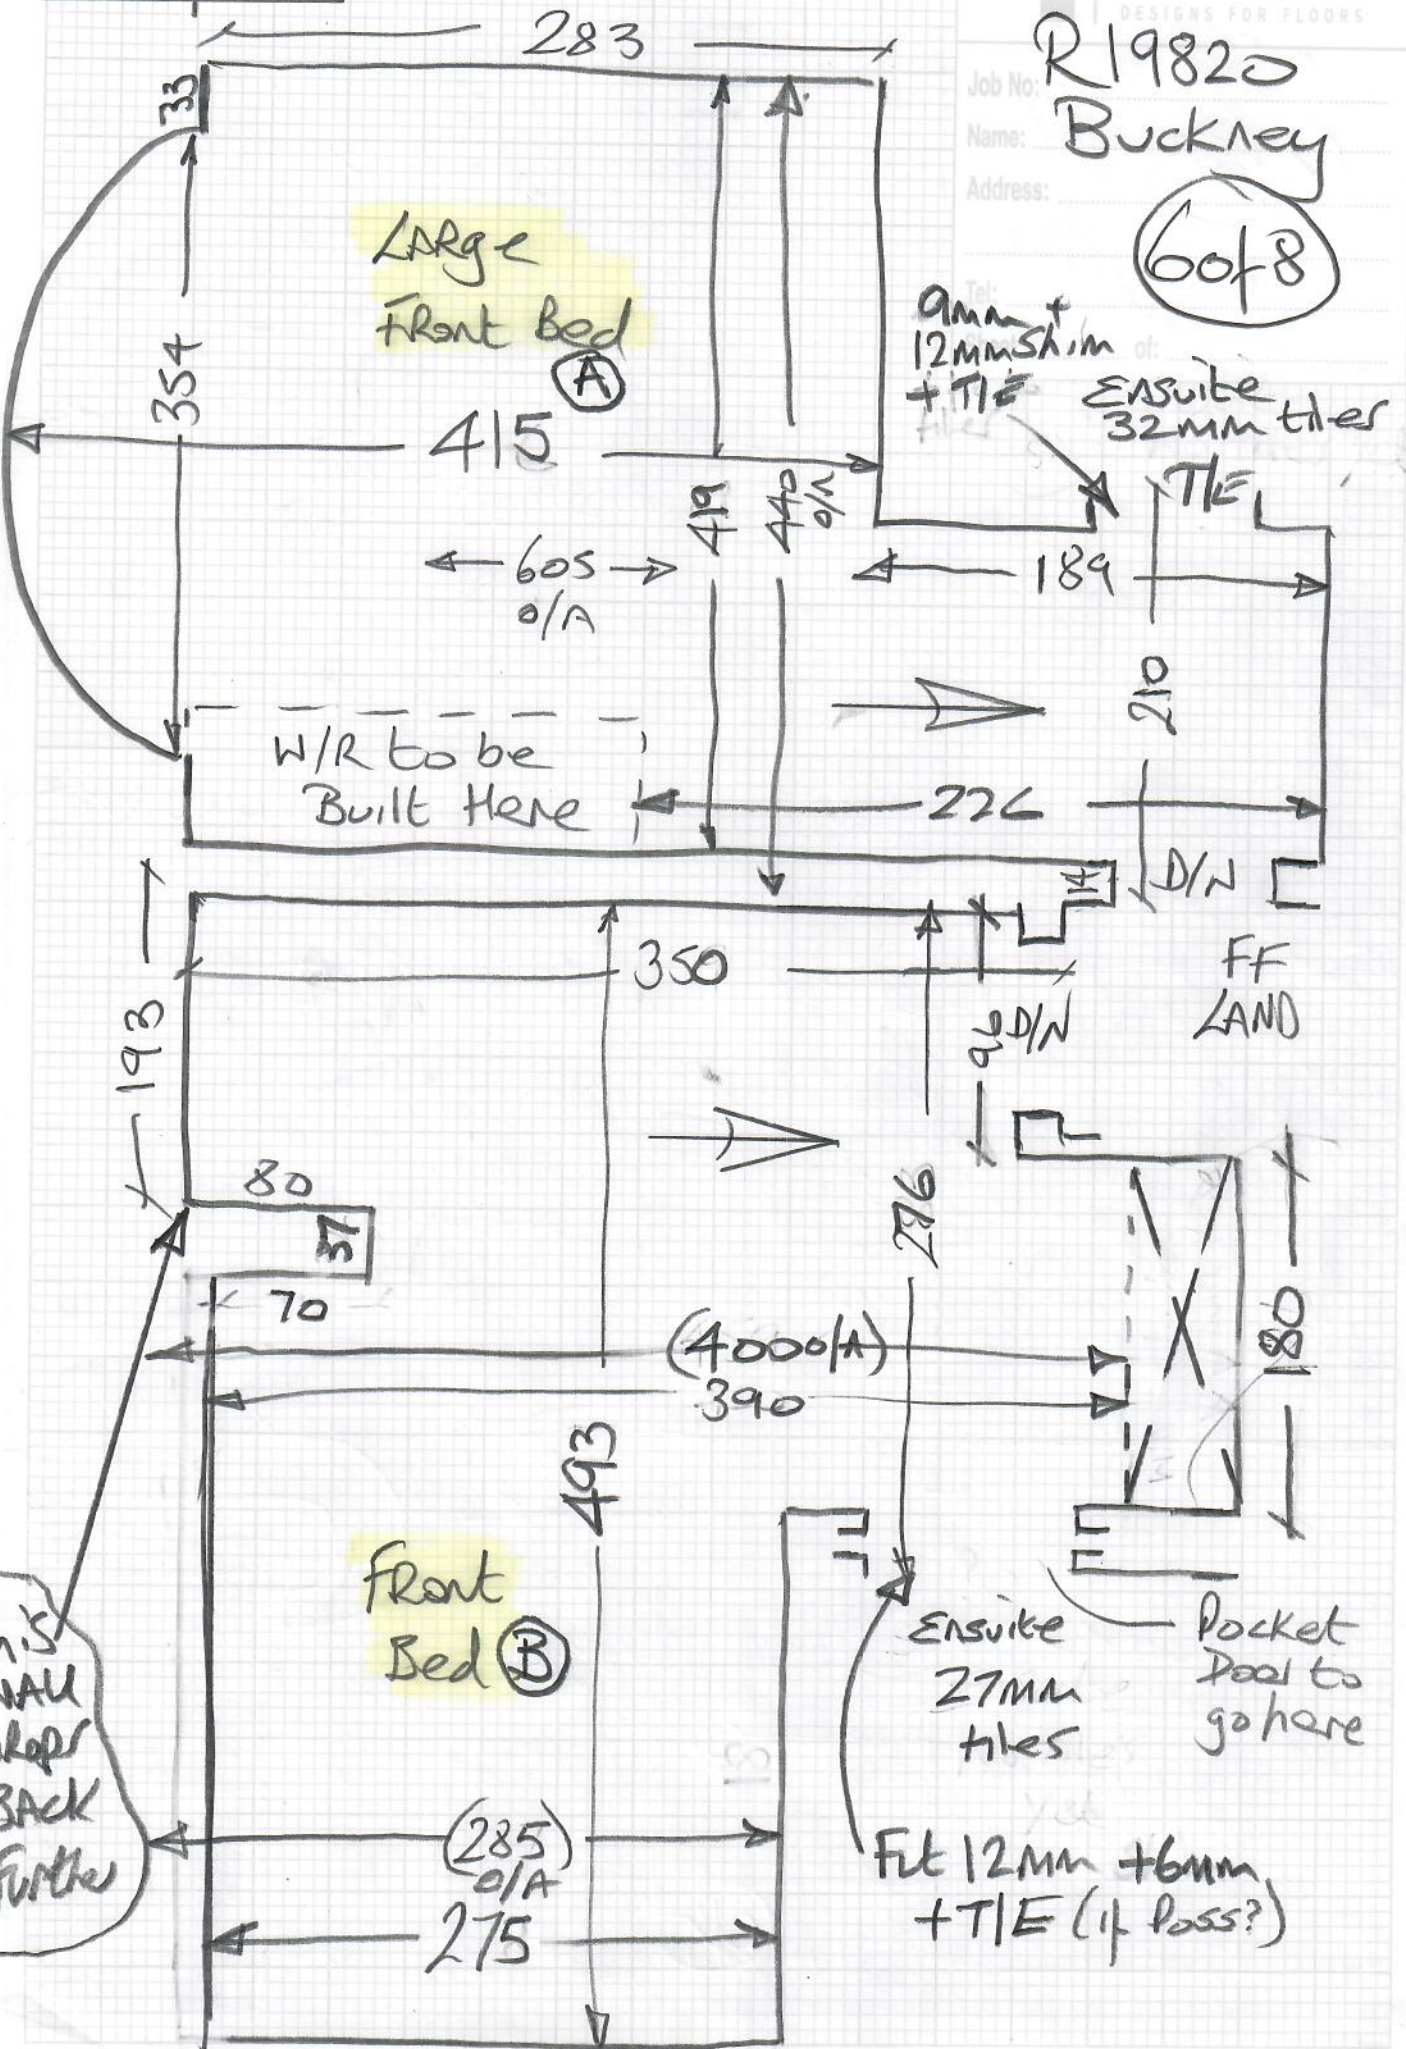 DESIGNS FOR FLOORS
Job No: R19820
Name: Buckney
Address:
6 of 8
Tel:
of:
283
33
LARge
Front Bed
A
354
415
419
440
O/A
605
O/A
9mm +
12mm Shim
+ T/E
Ensuite
32mm tiles
T/E
189
210
W/R to be
Built Here
226
14
D/N
FF
LAND
350
193
96
D/N
80
37
70
276
(400 O/A)
390
180
493
Front
Bed B
WALL
Drops
BACK
Further
Ensuite
27mm
tiles
Pocket
Door to
go here
(285)
O/A
275
Fit 12mm + 6mm
+ T/E (if Poss?)